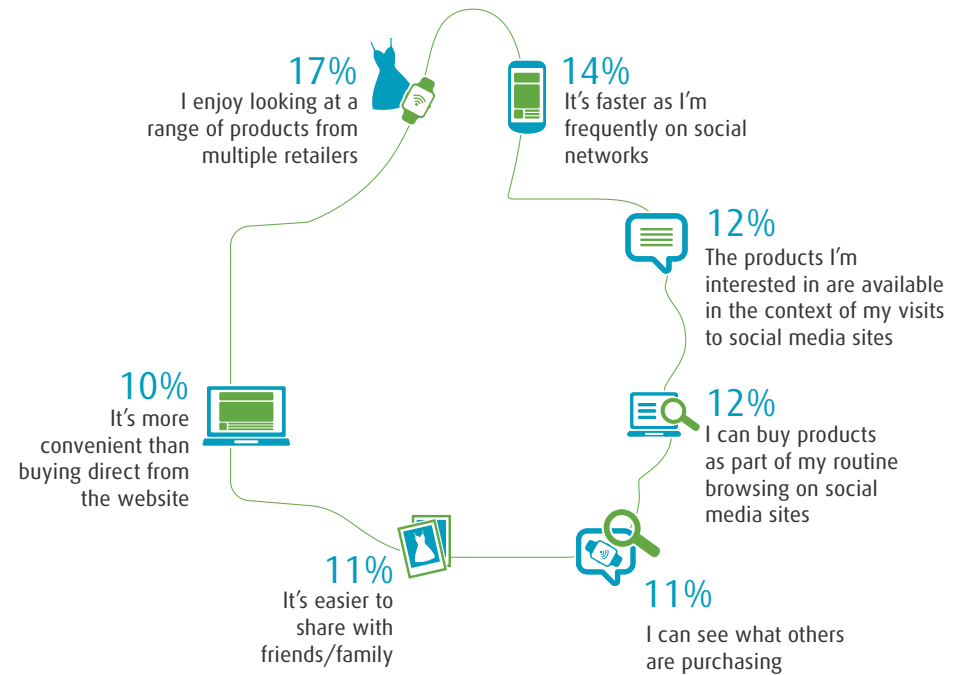 17%
I enjoy looking at a
range of products from
multiple retailers
14%
It's faster as I'm
frequently on social
networks
12%
The products I'm
interested in are available
in the context of my visits
to social media sites
12%
I can buy products
as part of my routine
browsing on social
media sites
11%
I can see what others
are purchasing
11%
It's easier to
share with
friends/family
10%
It's more
convenient than
buying direct from
the website